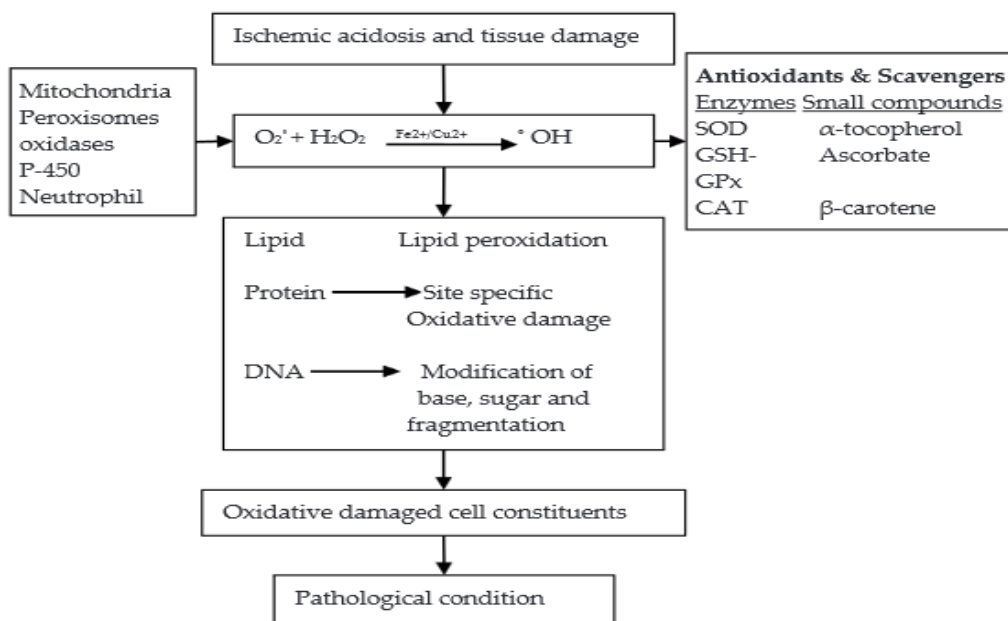 Ischemic acidosis and tissue damage
Mitochondria
Peroxisomes
oxidases
P-450
Neutrophil
O₂' + H₂O₂ Fe2+/Cu2+ ° OH
Antioxidants & Scavengers
Enzymes Small compounds
SOD α-tocopherol
GSH- Ascorbate
GPx
CAT β-carotene
Lipid Lipid peroxidation
Protein Site specific
Oxidative damage
DNA Modification of
base, sugar and
fragmentation
Oxidative damaged cell constituents
Pathological condition